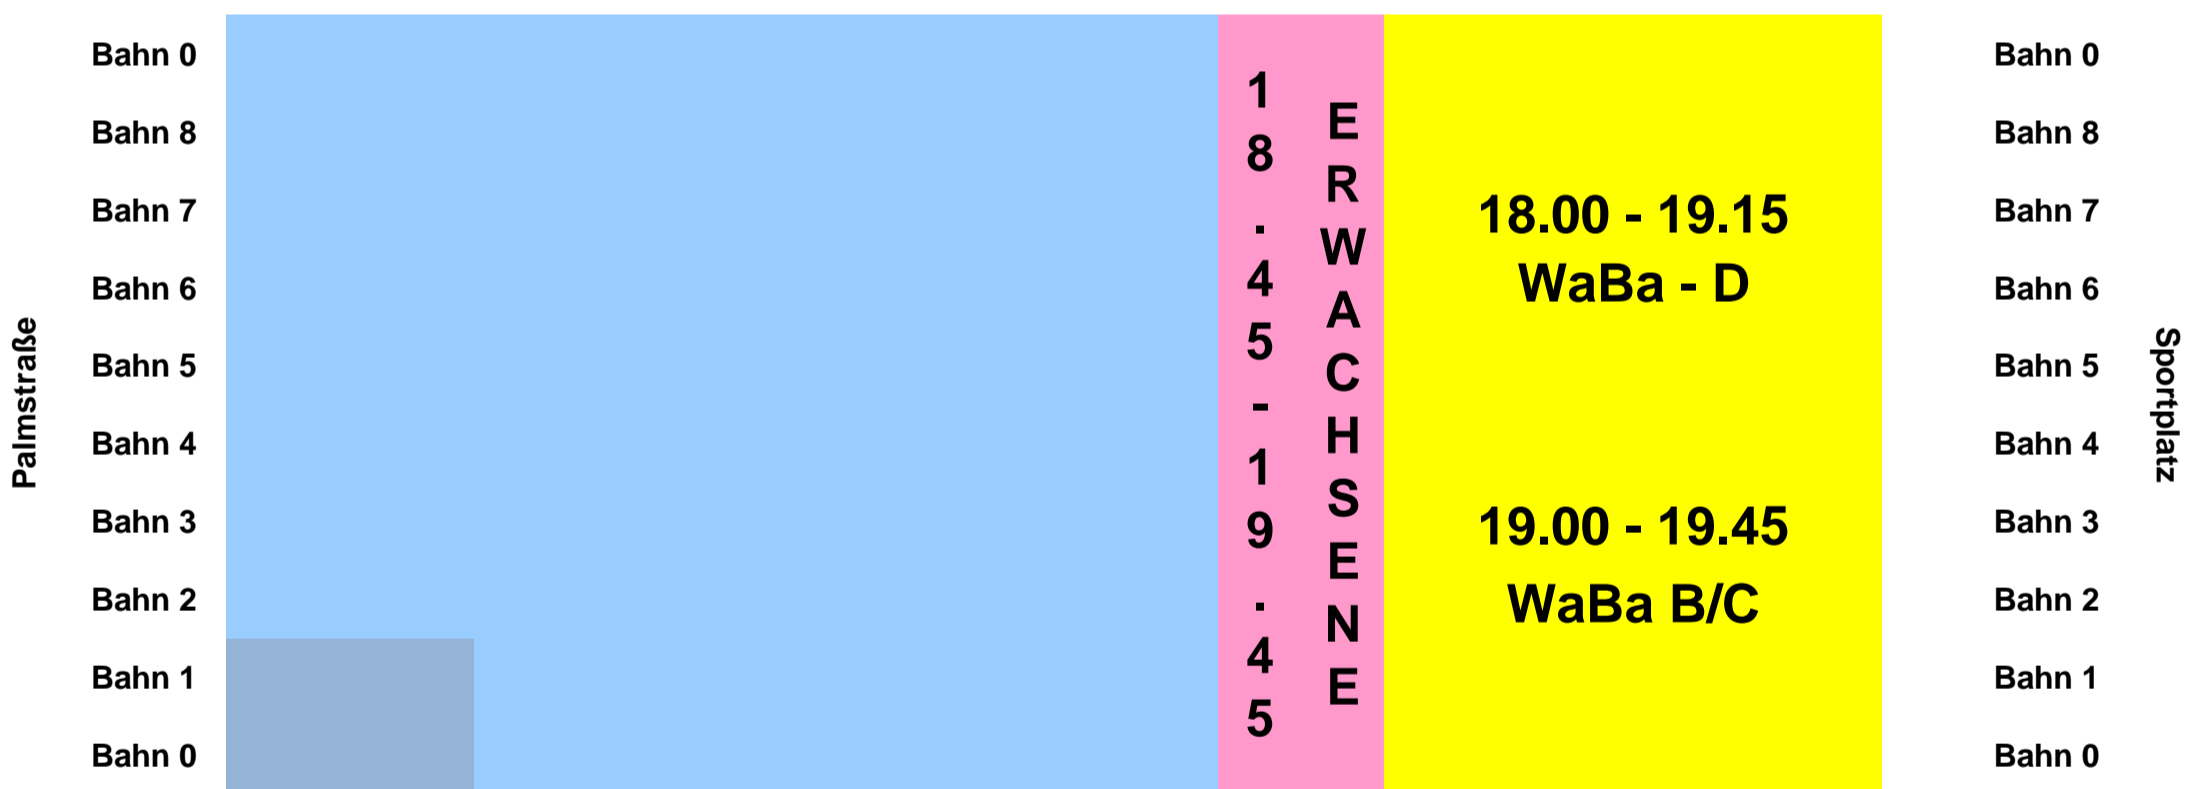 Palmstraße
Bahn 0
Bahn 8
Bahn 7
Bahn 6
Bahn 5
Bahn 4
Bahn 3
Bahn 2
Bahn 1
Bahn 0
18.45-19.45
ERWACHSENE
18.00 - 19.15
WaBa - D
19.00 - 19.45
WaBa B/C
Bahn 0
Bahn 8
Bahn 7
Bahn 6
Bahn 5
Bahn 4
Bahn 3
Bahn 2
Bahn 1
Bahn 0
Sportplatz